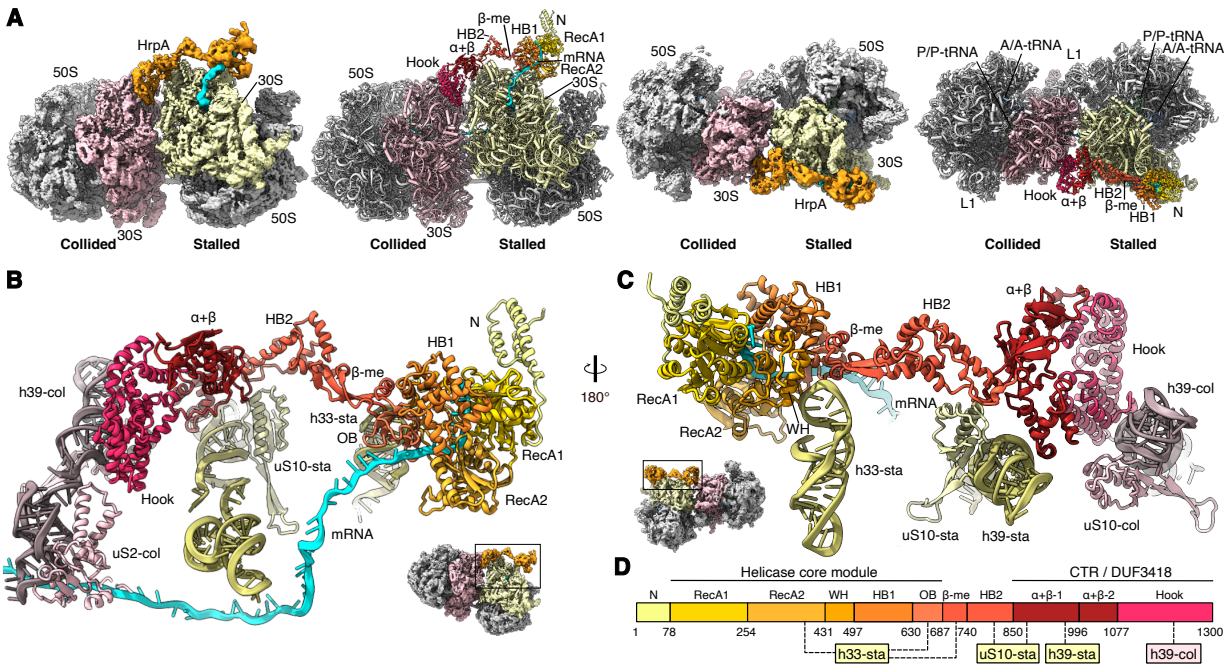 A
HrpA
50S
30S
30S
50S
Collided
Stalled
β-me
HB2
HB1
N
α+β
RecA1
Hook
mRNA
RecA2
30S
50S
30S
50S
Collided
Stalled
50S
50S
30S
30S
HrpA
Collided
Stalled
P/P-tRNA
A/A-tRNA
L1
P/P-tRNA
A/A-tRNA
L1
Hook
α+β
HB2
β-me
HB1
N
Collided
Stalled
B
α+β
HB2
N
HB1
β-me
h39-col
h33-sta
OB
RecA1
uS10-sta
Hook
RecA2
mRNA
uS2-col
180°
C
HB1
α+β
HB2
β-me
Hook
RecA1
mRNA
h39-col
RecA2
WH
h33-sta
uS10-sta
h39-sta
uS10-col
D
Helicase core module
CTR / DUF3418
N RecA1 RecA2 WH HB1 OB β-me HB2 α+β-1 α+β-2 Hook
1 78 254 431 497 630 687 740 850 996 1077 1300
h33-sta uS10-sta h39-sta h39-col